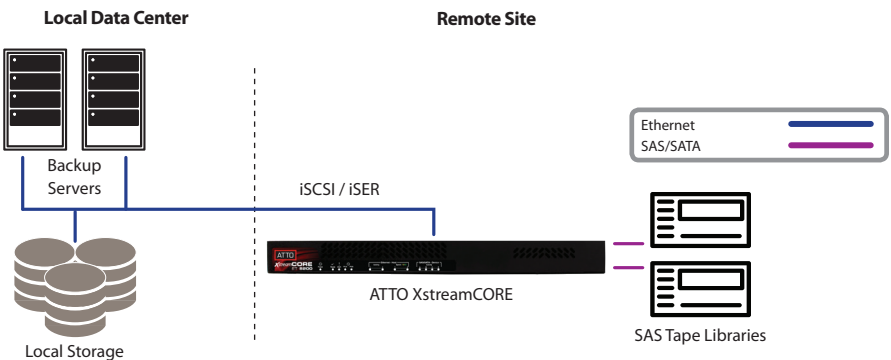 Local Data Center
Remote Site
Ethernet
SAS/SATA
Backup
Servers
iSCSI / iSER
ATTO
XstreamCORE
ATTO XstreamCORE
SAS Tape Libraries
Local Storage